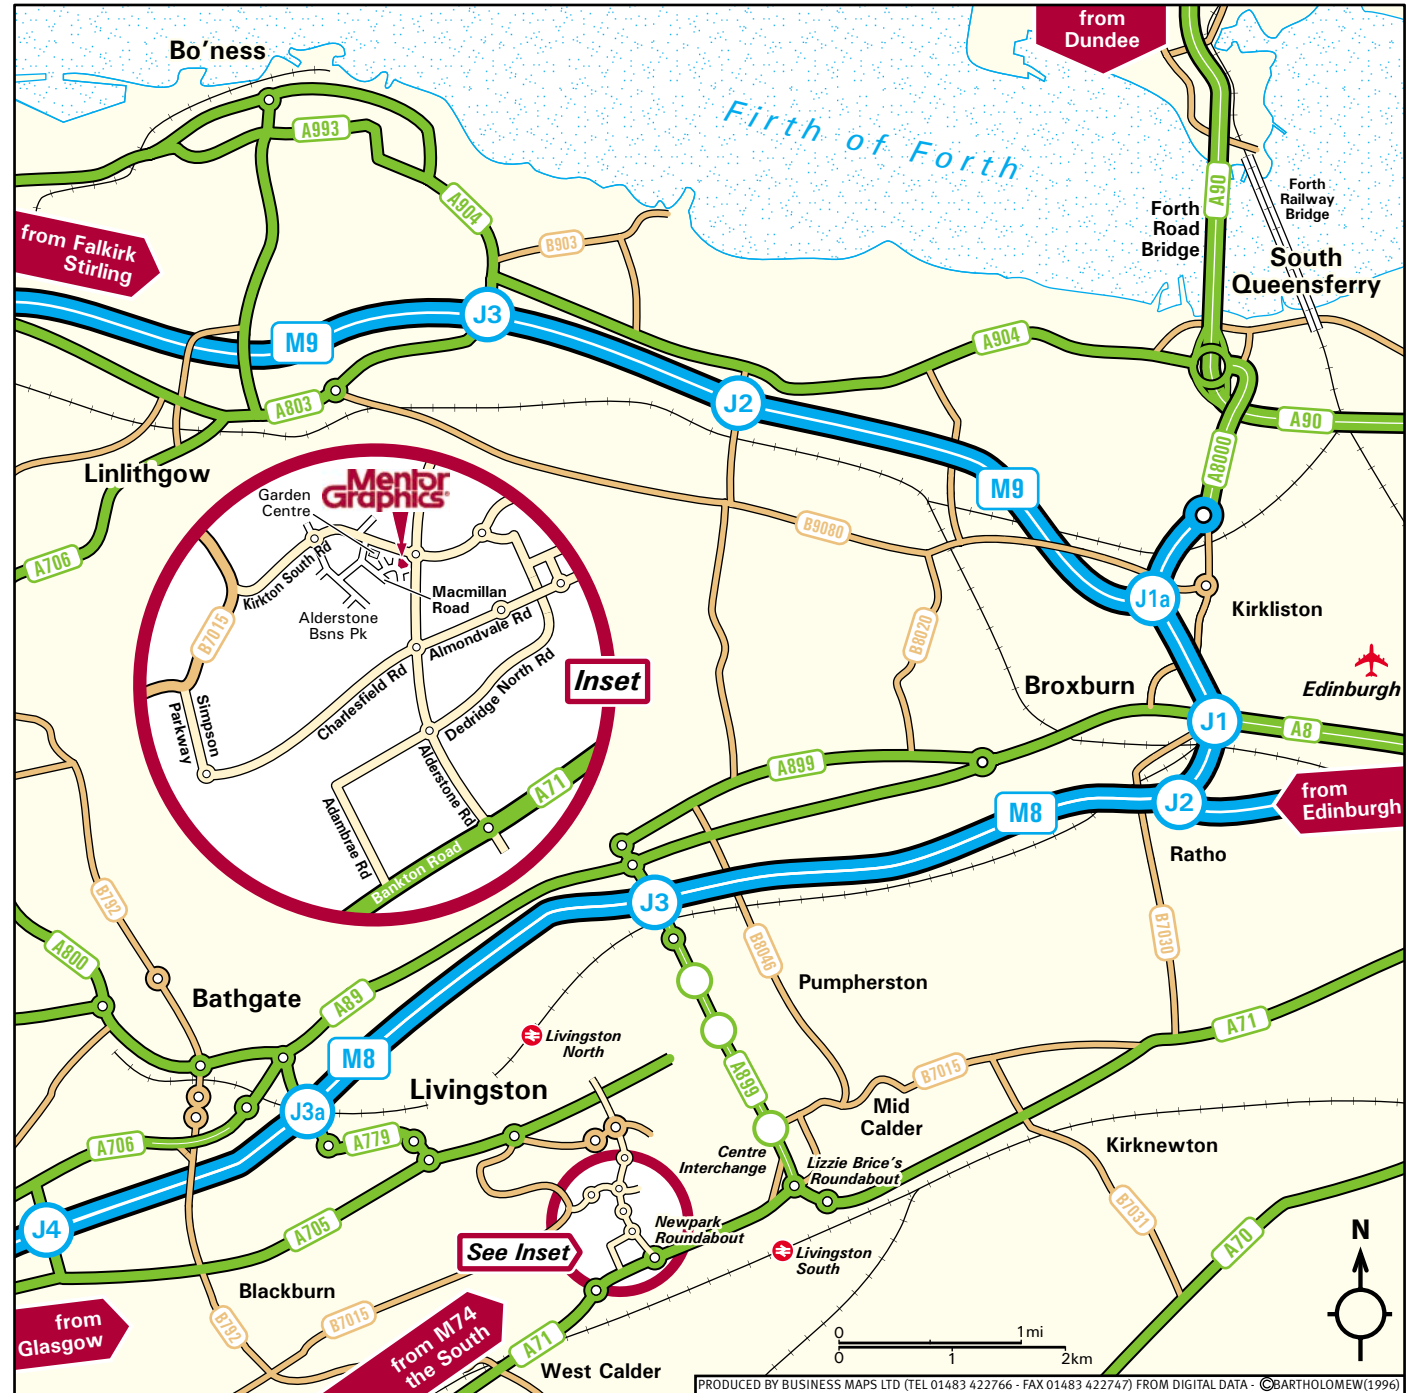 from
Dundee
Bo’ness
Firth of Forth
A993
A904
A90
Forth
Railway
Bridge
Forth
Road
Bridge
from Falkirk
Stirling
B903
South
Queensferry
J3
M9
A904
A803
J2
A90
A8000
Linlithgow
M9
Mentor
Graphics
Garden
Centre
B9080
A706
Kirkton South Rd
Macmillan
Road
Alderstone
Bsns Pk
J1a
Kirkliston
B7015
Almondvale Rd
B8020
Charlesfield Rd
Dedridge North Rd
Inset
Simpson
Parkway
Broxburn
Edinburgh
J1
A8
Alderstone Rd
A71
A899
Adambrae Rd
Bankton Road
M8
J2
from
Edinburgh
Ratho
B792
J3
A800
B8046
B7030
Bathgate
A89
Pumpherston
Livingston
North
A71
M8
Livingston
A899
B7015
J3a
Mid
Calder
A706
A779
Centre
Interchange
Lizzie Brice’s
Roundabout
Kirknewton
J4
A705
Newpark
Roundabout
B7031
See Inset
Livingston
South
A70
N
Blackburn
from
Glasgow
B792
B7015
from M74
the South
A71
West Calder
0 1mi
0 1 2km
PRODUCED BY BUSINESS MAPS LTD (TEL 01483 422766 - FAX 01483 422747) FROM DIGITAL DATA - ©BARTHOLOMEW(1996)